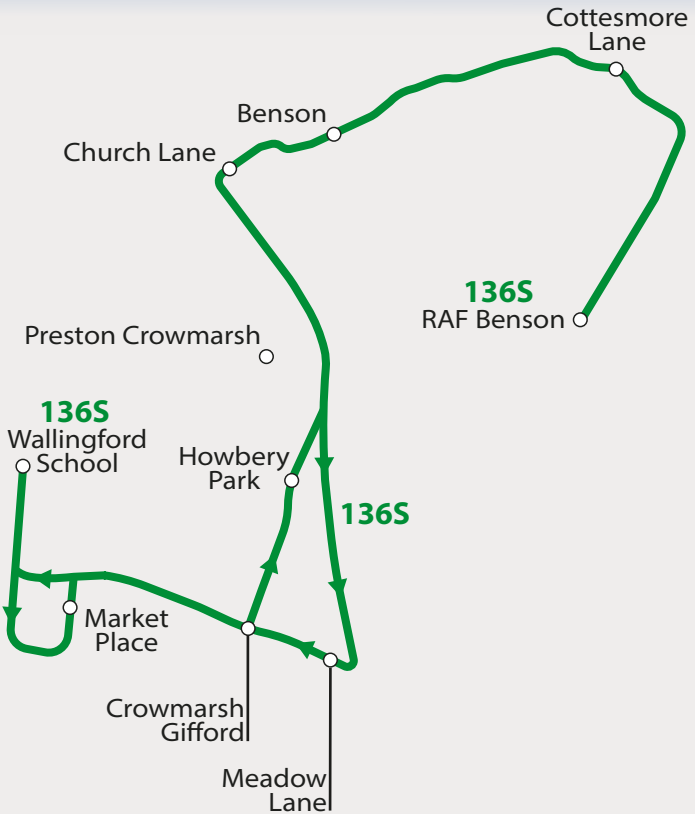 Cottesmore
Lane
Benson
Church Lane
136S
RAF Benson
Preston Crowmarsh
136S
Wallingford
School
Howbery
Park
136S
Market
Place
Crowmarsh
Gifford
Meadow
Lane